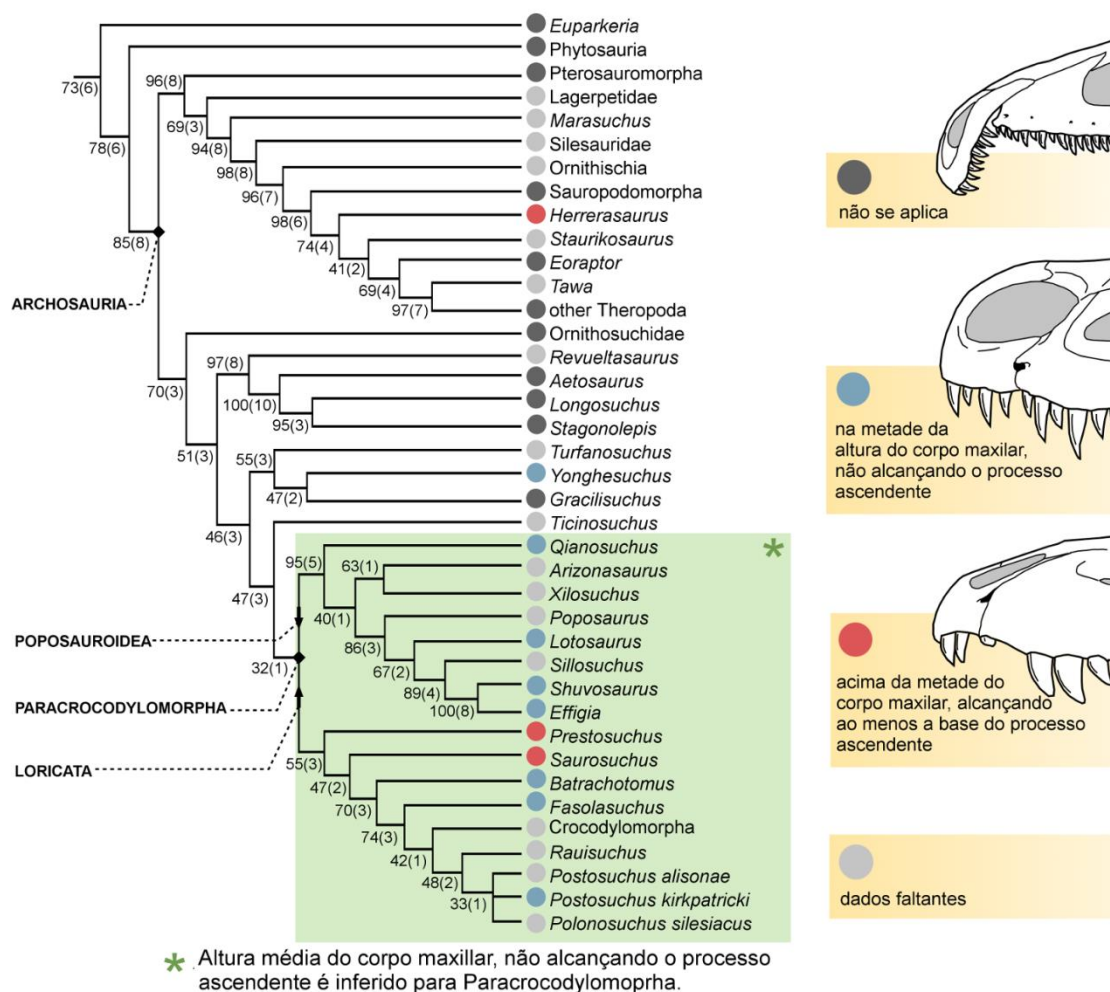 Euparkeria
Phytosauria
Pterosauromorpha
Lagerpetidae
Marasuchus
Silesauridae
Ornithischia
Sauropodomorpha
Herrerasaurus
Staurikosaurus
Eoraptor
Tawa
other Theropoda
Ornithosuchidae
Revueltasaurus
Aetosaurus
Longosuchus
Stagonolepis
Turfanosuchus
Yonghesuchus
Gracilisuchus
Ticinosuchus
Qianosuchus
Arizonasaurus
Xilosuchus
Poposaurus
Lotosaurus
Sillosuchus
Shuvosaurus
Effigia
Prestosuchus
Saurosuchus
Batrachotomus
Fasolasuchus
Crocodylomorpha
Rauisuchus
Postosuchus alisonae
Postosuchus kirkpatricki
Polonosuchus silesiacus
73(6)
78(6)
85(8)
96(8)
69(3)
94(8)
98(8)
96(7)
98(6)
74(4)
41(2)
69(4)
97(7)
70(3)
97(8)
100(10)
95(3)
51(3)
55(3)
47(2)
46(3)
47(3)
32(1)
95(5)
63(1)
40(1)
86(3)
67(2)
89(4)
100(8)
55(3)
47(2)
70(3)
74(3)
42(1)
48(2)
33(1)
ARCHOSAURIA
POPOSAUROIDEA
PARACROCODYLOMORPHA
LORICATA
*
não se aplica
na metade da
altura do corpo maxilar,
não alcançando o processo
ascendente
acima da metade do
corpo maxilar, alcançando
ao menos a base do processo
ascendente
dados faltantes
* Altura média do corpo maxillar, não alcançando o processo
ascendente é inferido para Paracrocodylomoprha.